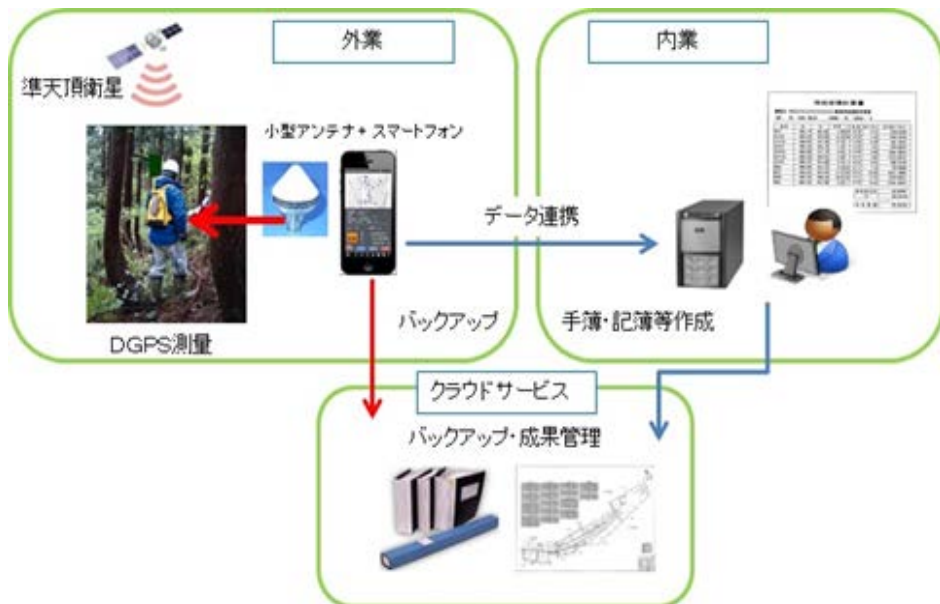 外業
内業
準天頂衛星
小型アンテナ+ スマートフォン
データ連携
バックアップ
手簿・記簿等作成
DGPS測量
クラウドサービス
バックアップ・成果管理